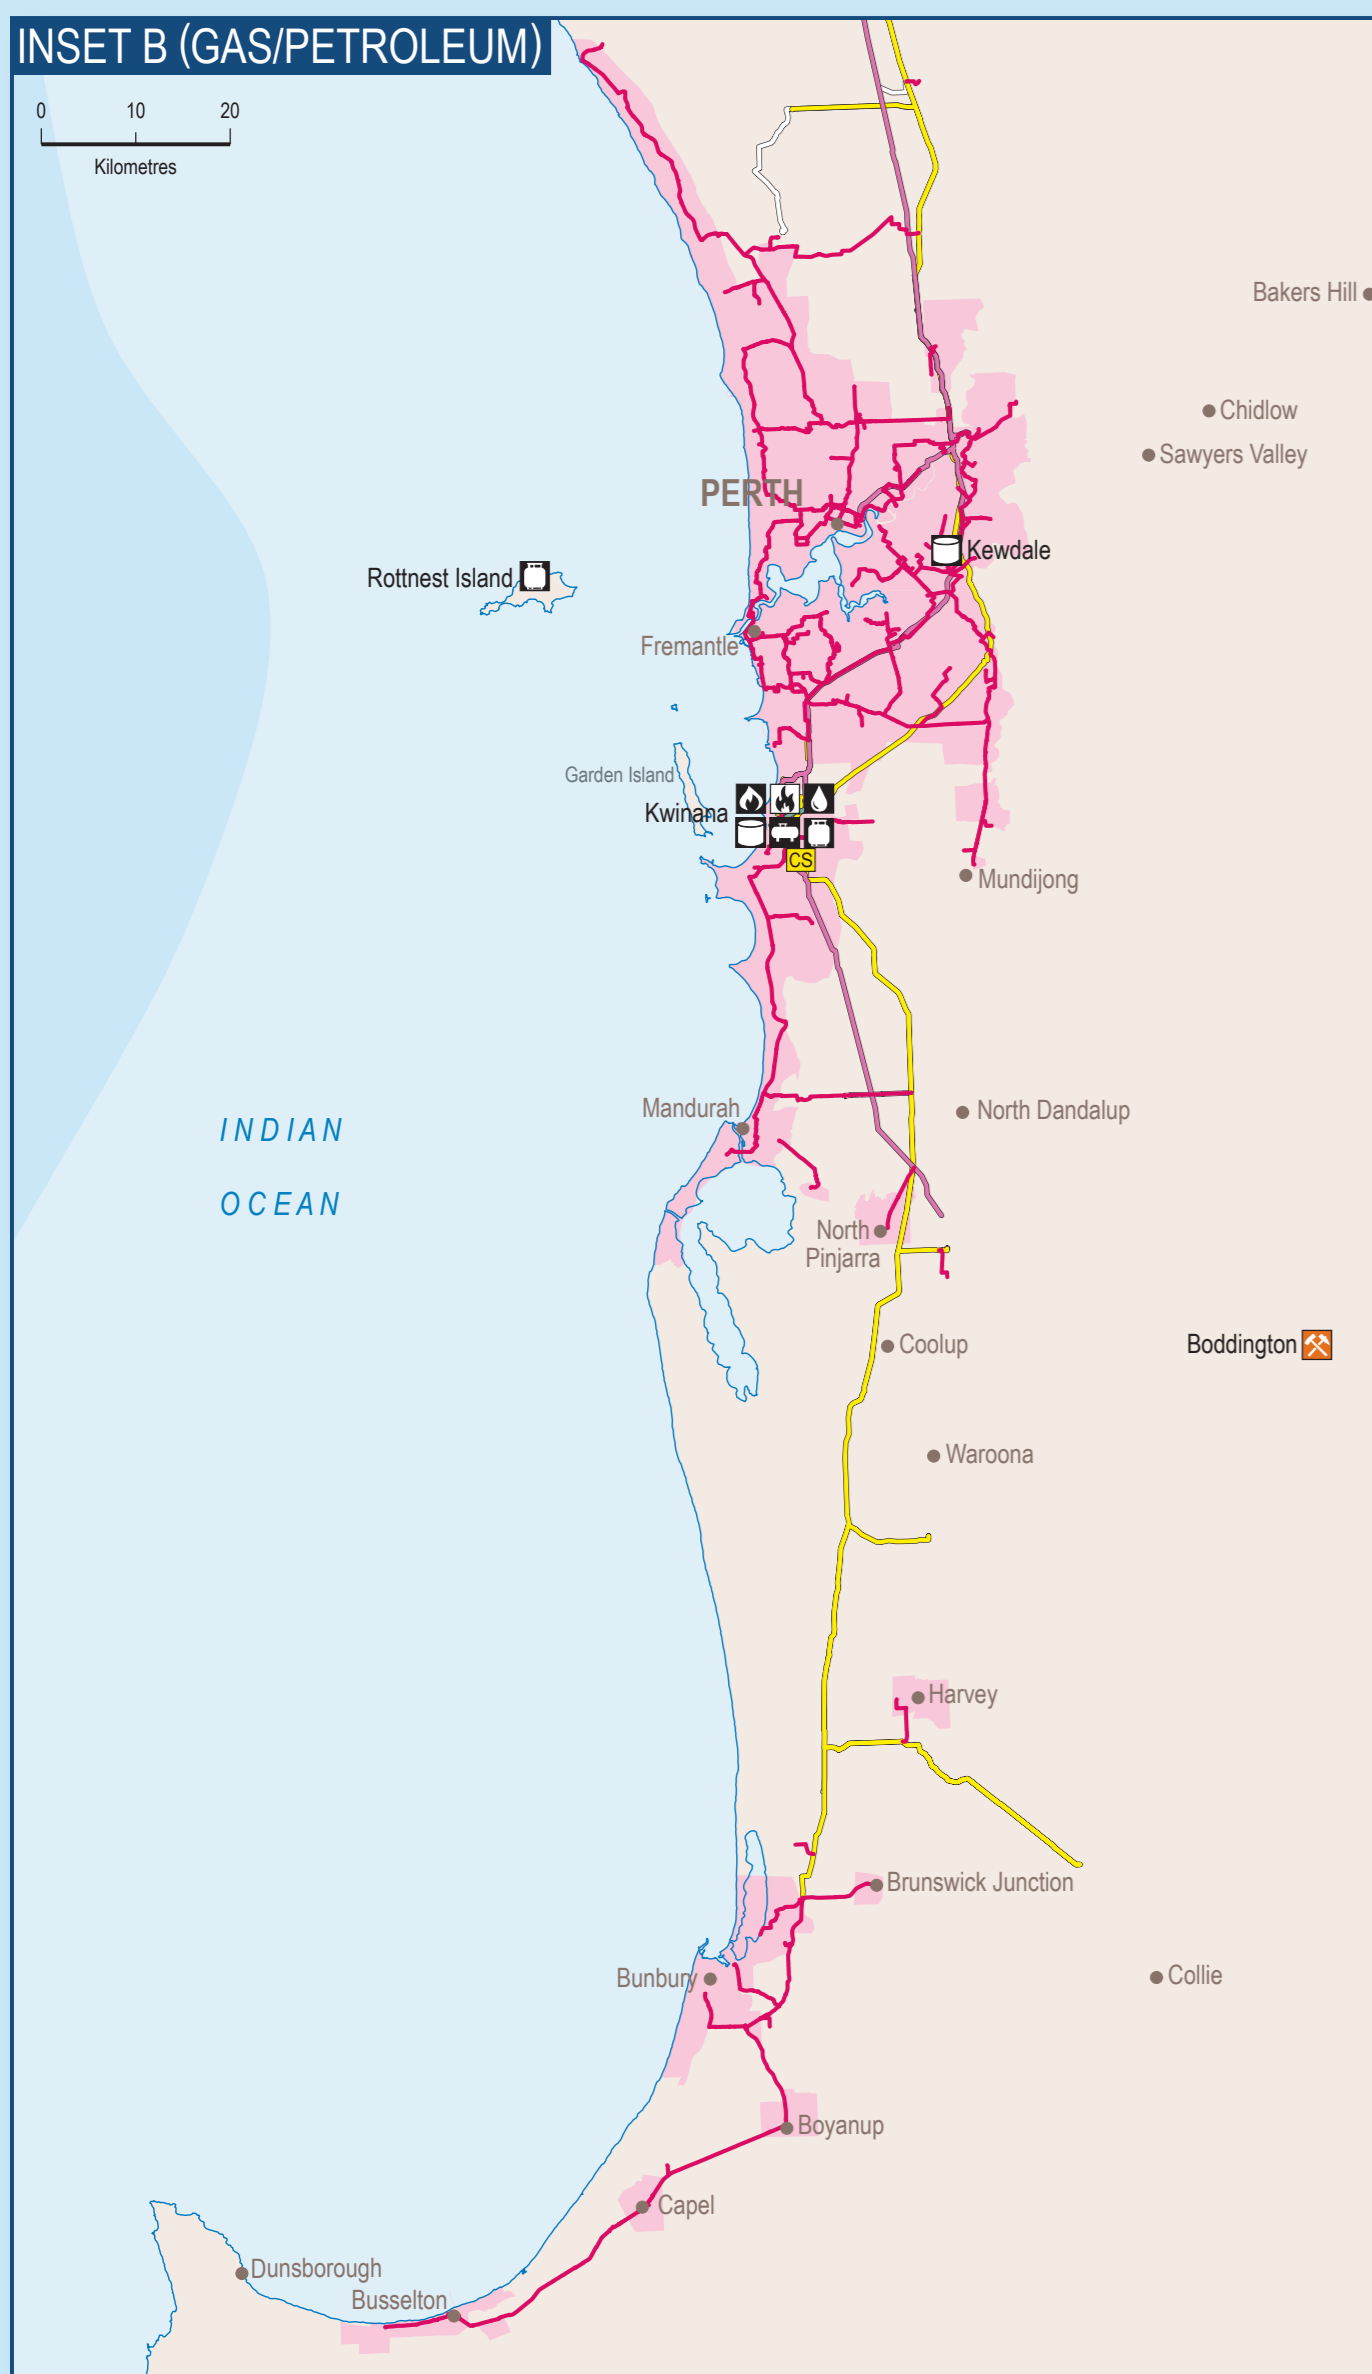 INSET B (GAS/PETROLEUM)
0 10 20
Kilometres
Bakers Hill
Chidlow
Sawyers Valley
PERTH
Kewdale
Rottnest Island
Fremantle
Garden Island
Kwinana
CS
Mundijong
Mandurah
North Dandalup
INDIAN
OCEAN
North
Pinjarra
Coolup
Boddington
Waroona
Harvey
Brunswick Junction
Bunbury
Collie
Boyanup
Capel
Dunsborough
Busselton